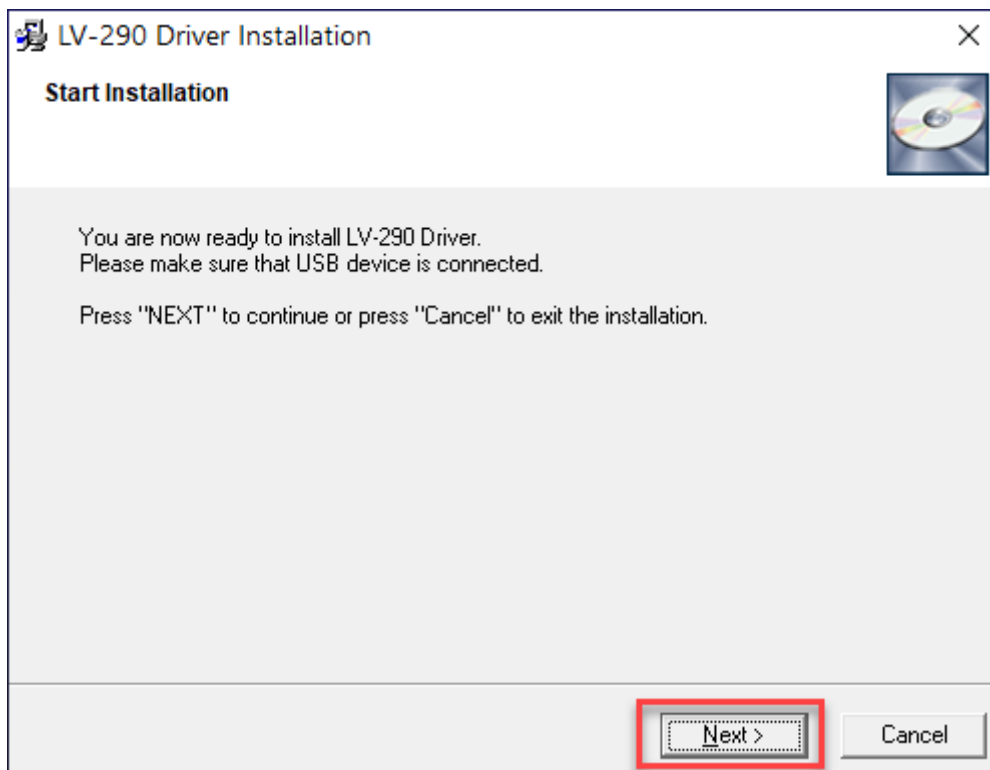 LV-290 Driver Installation
Start Installation
You are now ready to install LV-290 Driver.
Please make sure that USB device is connected.
Press "NEXT" to continue or press "Cancel" to exit the installation.
Next >
Cancel